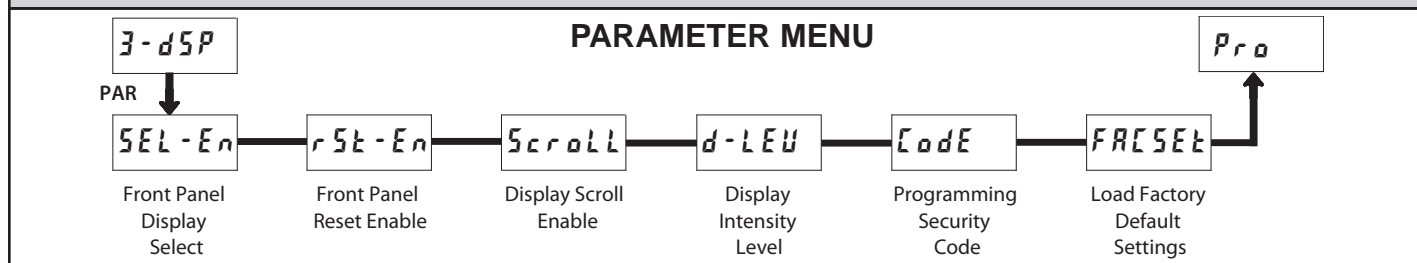 PARAMETER MENU
3-dSP
Pro
PAR
SEL-En
rSt-En
ScroLL
d-LEV
CodE
FACSEt
Front Panel
Display
Select
Front Panel
Reset Enable
Display Scroll
Enable
Display
Intensity
Level
Programming
Security
Code
Load Factory
Default
Settings